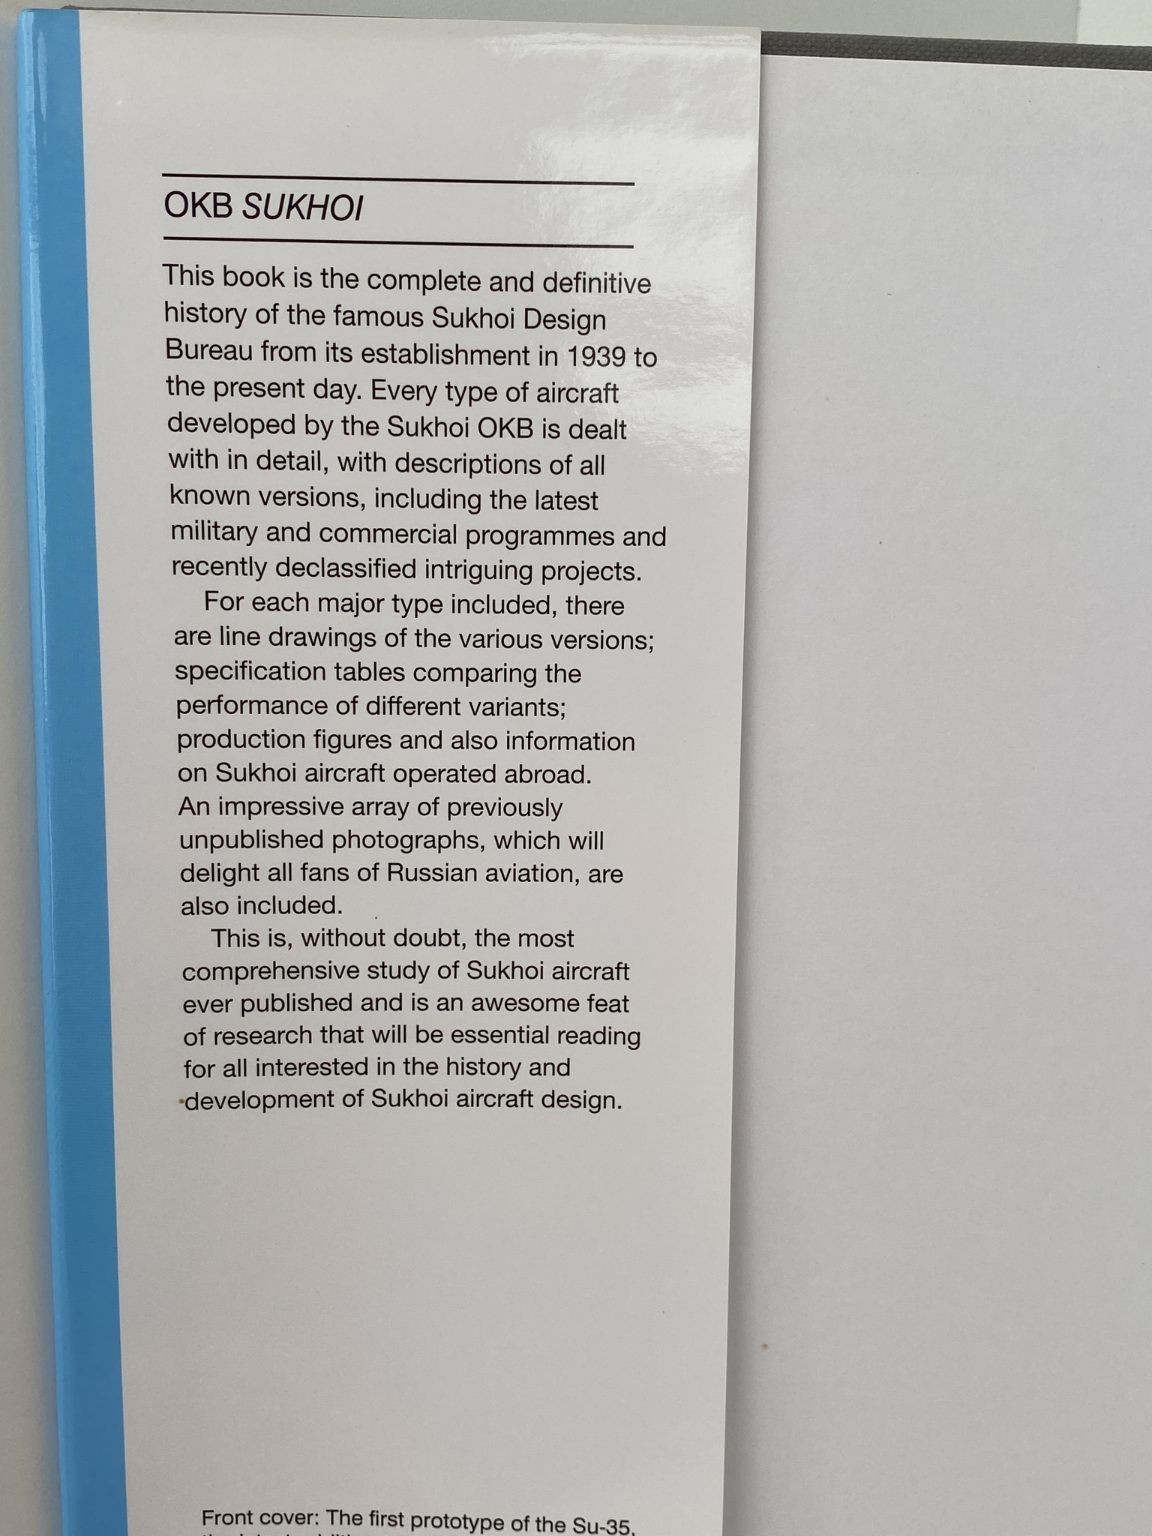 OKB SUKHOI
This book is the complete and definitive
history of the famous Sukhoi Design
Bureau from its establishment in 1939 to
the present day. Every type of aircraft
developed by the Sukhoi OKB is dealt
with in detail, with descriptions of all
known versions, including the latest
military and commercial programmes and
recently declassified intriguing projects.
For each major type included, there
are line drawings of the various versions;
specification tables comparing the
performance of different variants;
production figures and also information
on Sukhoi aircraft operated abroad.
An impressive array of previously
unpublished photographs, which will
delight all fans of Russian aviation, are
also included.
This is, without doubt, the most
comprehensive study of Sukhoi aircraft
ever published and is an awesome feat
of research that will be essential reading
for all interested in the history and
development of Sukhoi aircraft design.
Front cover: The first prototype of the Su-35,